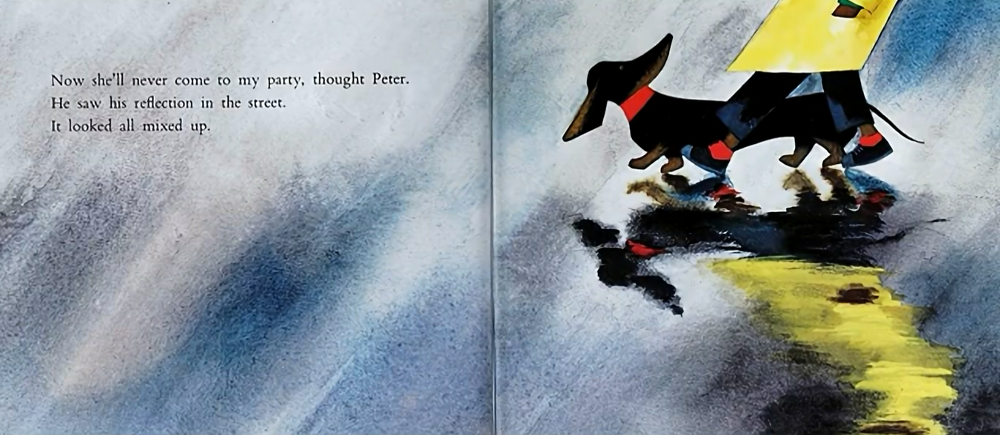 Now she'll never come to my party, thought Peter.
He saw his reflection in the street.
It looked all mixed up.